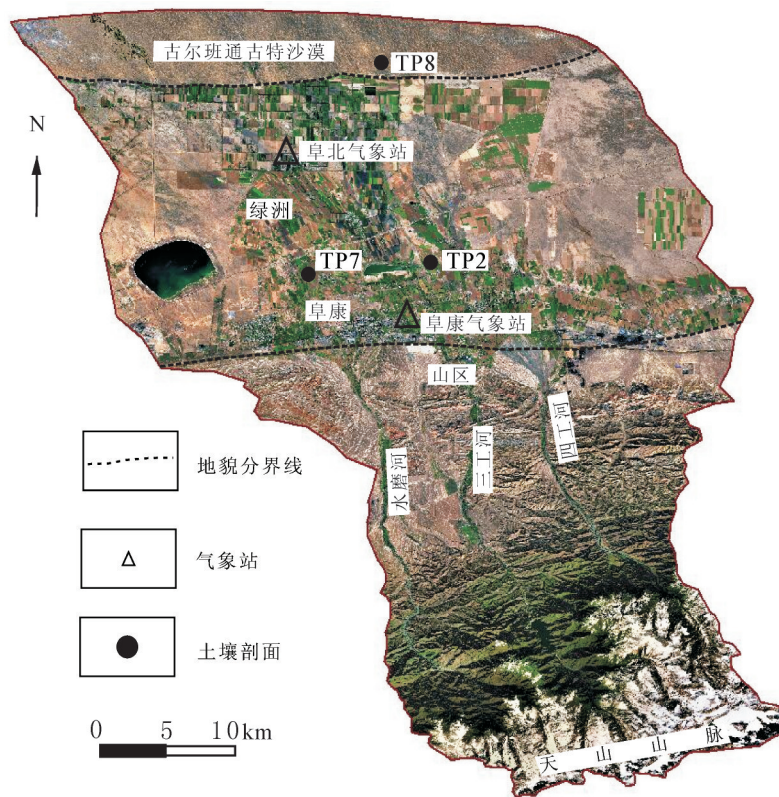 古尔班通古特沙漠
TP8
N
阜北气象站
绿洲
TP7
TP2
阜康
阜康气象站
山区
水磨河
三工河
四工河
地貌分界线
气象站
土壤剖面
0 5 10km
天山山脉